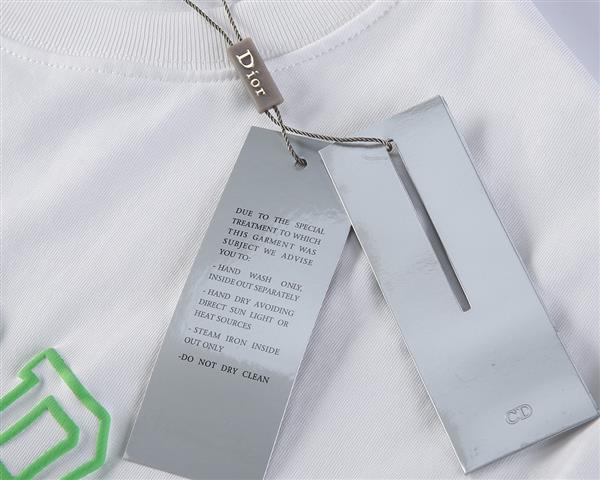 Dior
DUE TO THE SPECIAL
TREATMENT TO WHICH
THIS GARMENT WAS
SUBJECT WE ADVISE
YOU TO:
- HAND WASH ONLY,
INSIDE OUT SEPARATELY
- HAND DRY AVOIDING
DIRECT SUN LIGHT OR
HEAT SOURCES
- STEAM IRON INSIDE
OUT ONLY
-DO NOT DRY CLEAN
CD